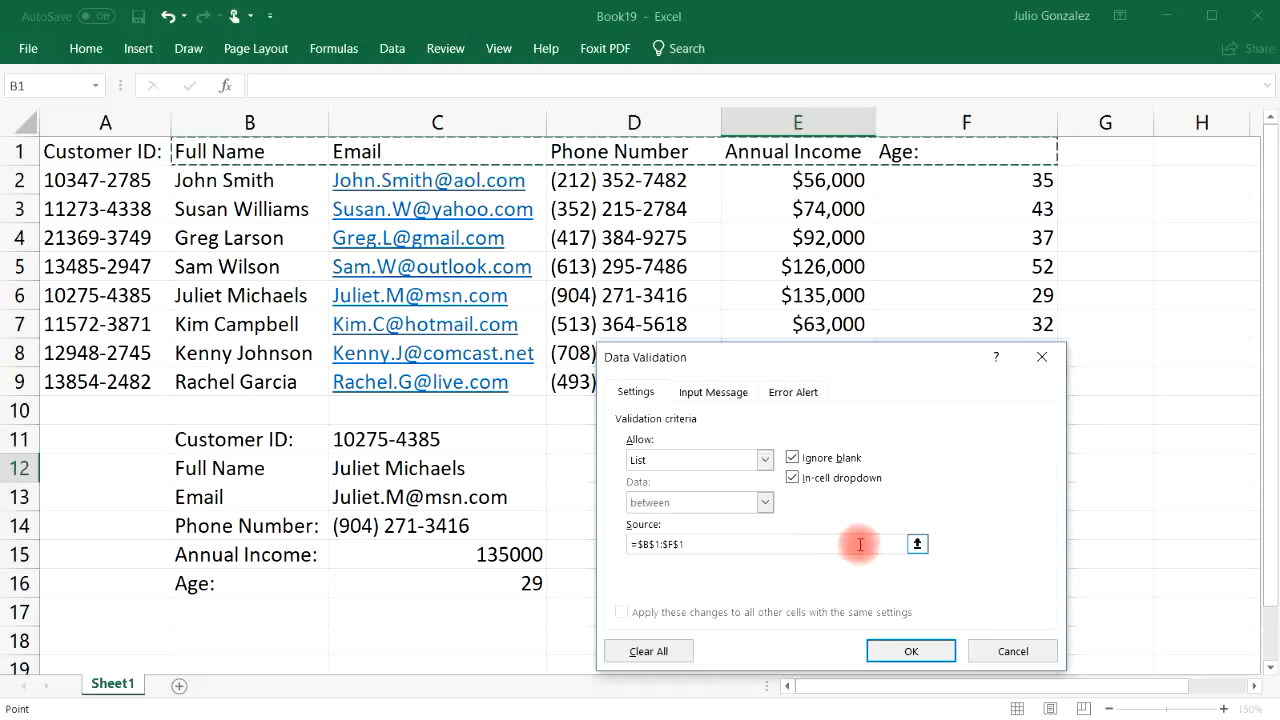 AutoSave Off Book19 - Excel Julio Gonzalez
File Home Insert Draw Page Layout Formulas Data Review View Help Foxit PDF Search Share
B1 fx
A B C D E F G H
1 Customer ID: Full Name Email Phone Number Annual Income Age:
2 10347-2785 John Smith John.Smith@aol.com (212) 352-7482 $56,000 35
3 11273-4338 Susan Williams Susan.W@yahoo.com (352) 215-2784 $74,000 43
4 21369-3749 Greg Larson Greg.L@gmail.com (417) 384-9275 $92,000 37
5 13485-2947 Sam Wilson Sam.W@outlook.com (613) 295-7486 $126,000 52
6 10275-4385 Juliet Michaels Juliet.M@msn.com (904) 271-3416 $135,000 29
7 11572-3871 Kim Campbell Kim.C@hotmail.com (513) 364-5618 $63,000 32
8 12948-2745 Kenny Johnson Kenny.J@comcast.net (708)
9 13854-2482 Rachel Garcia Rachel.G@live.com (493)
10
11 Customer ID: 10275-4385
12 Full Name Juliet Michaels
13 Email Juliet.M@msn.com
14 Phone Number: (904) 271-3416
15 Annual Income: 135000
16 Age: 29
17
18
19
Data Validation ?
Settings Input Message Error Alert
Validation criteria
Allow:
List Ignore blank
In-cell dropdown
Data:
between
Source:
=$B$1:$F$1
Apply these changes to all other cells with the same settings
Clear All OK Cancel
Sheet1
Point 150%